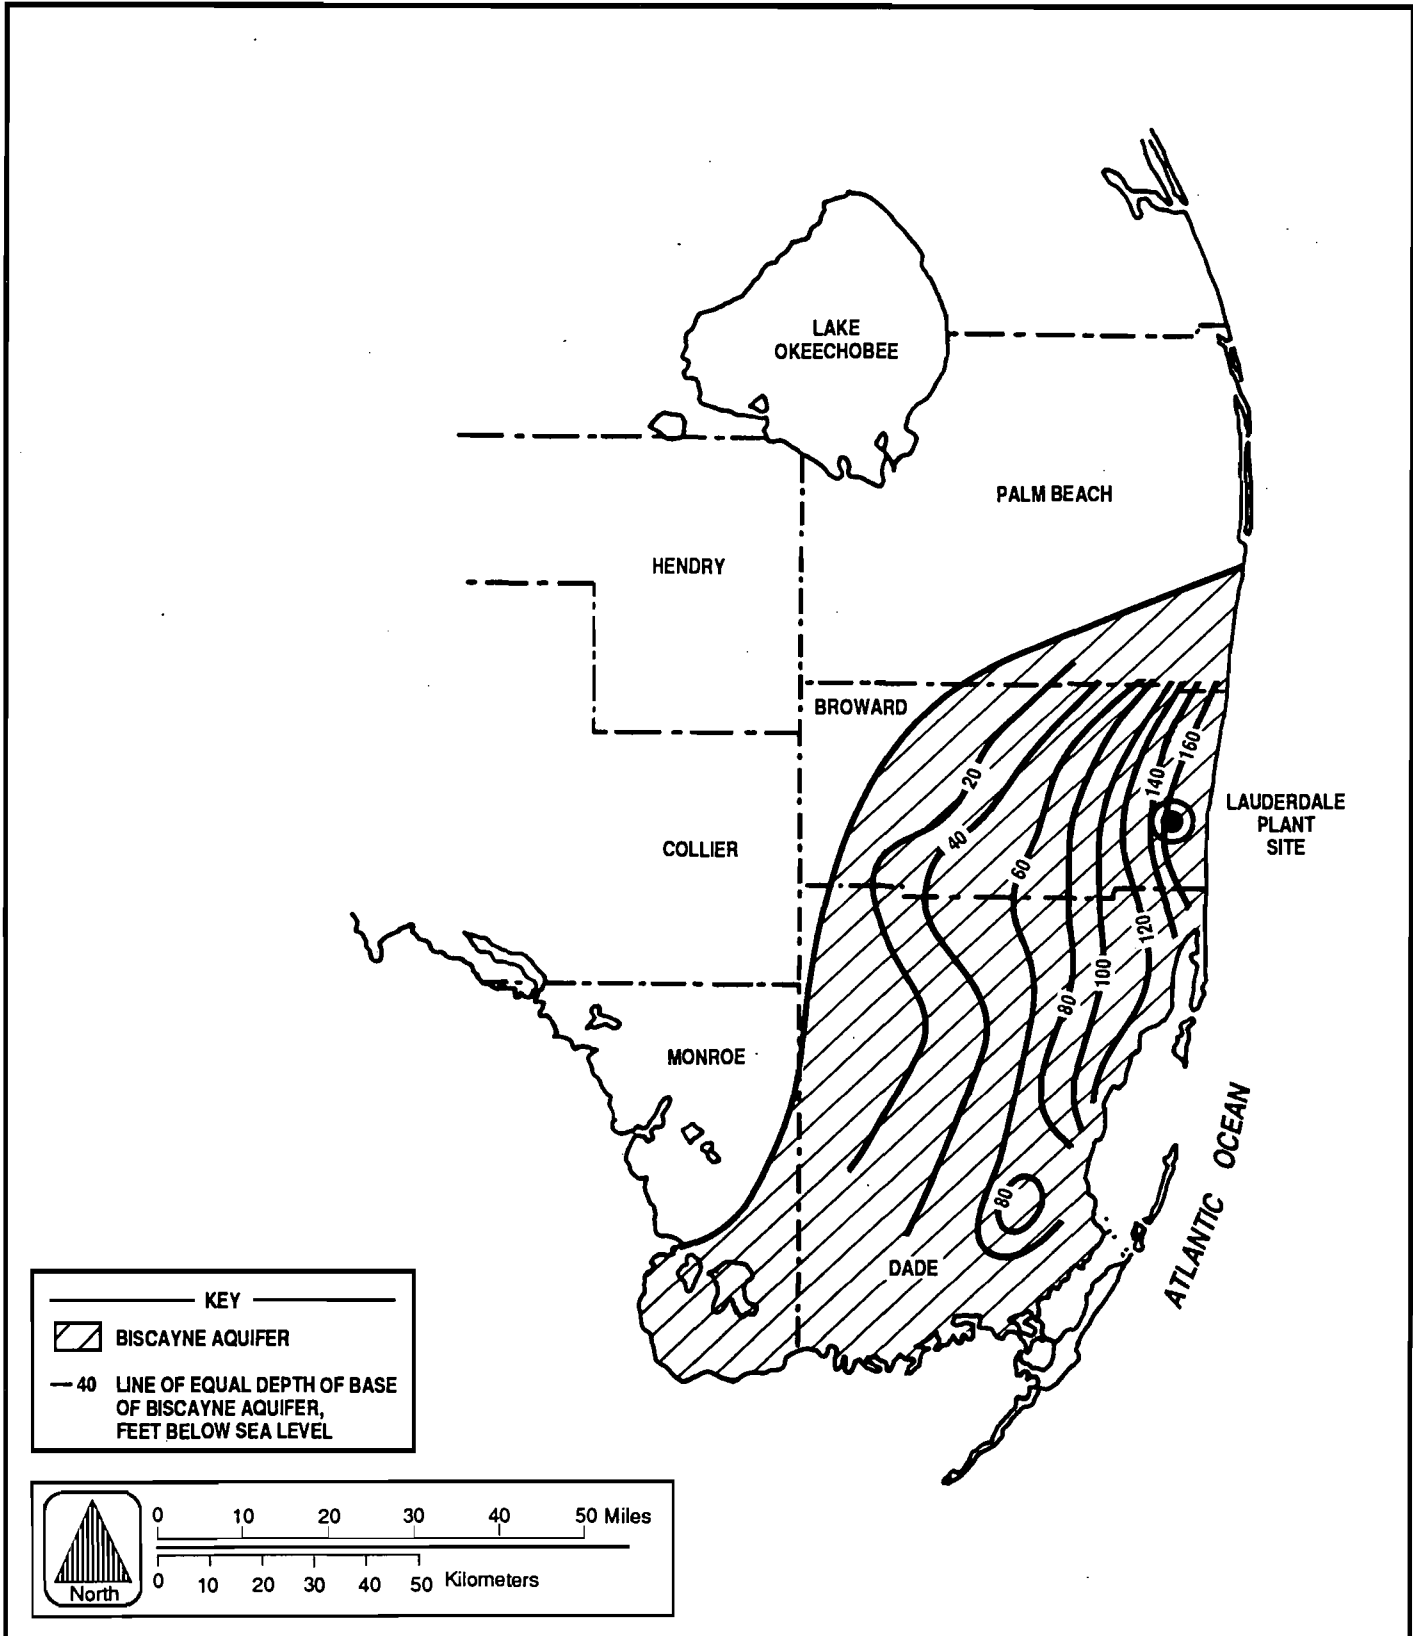 LAKE
OKEECHOBEE
PALM BEACH
HENDRY
BROWARD
20
160
140
LAUDERDALE
PLANT
SITE
40
COLLIER
60
120
100
80
MONROE
ATLANTIC OCEAN
80
DADE
KEY
BISCAYNE AQUIFER
40 LINE OF EQUAL DEPTH OF BASE
OF BISCAYNE AQUIFER,
FEET BELOW SEA LEVEL
0 10 20 30 40 50 Miles
0 10 20 30 40 50 Kilometers
North